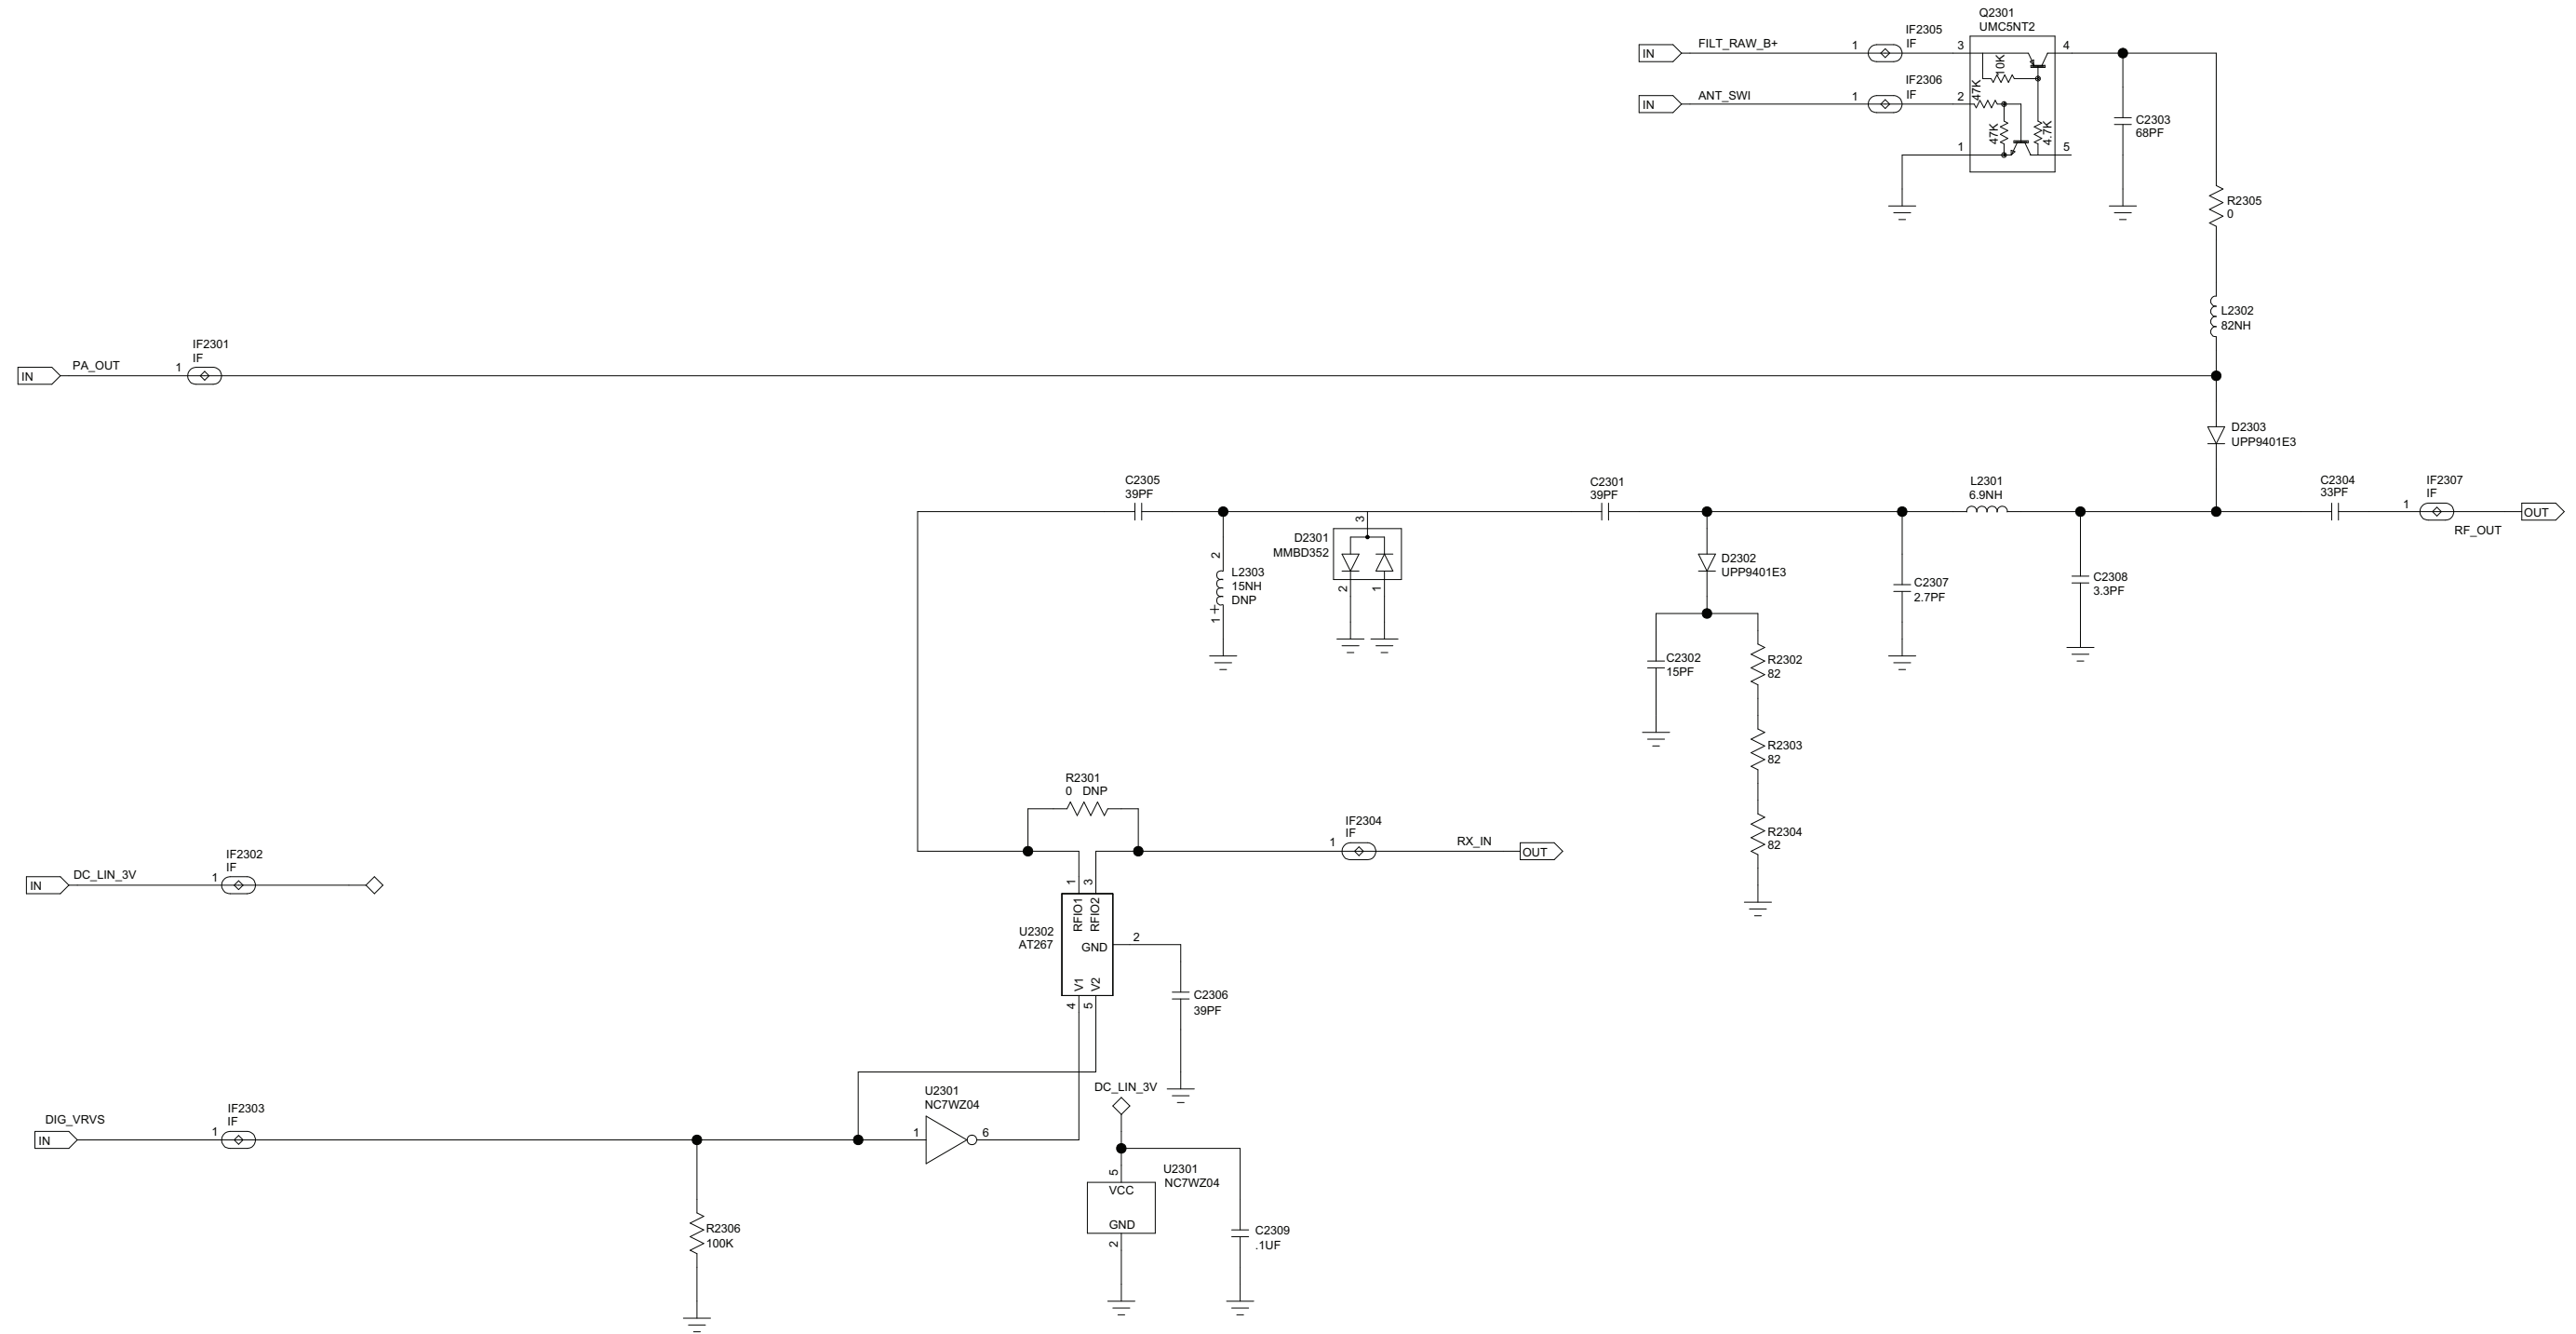 Q2301
UMC5NT2
IF2305
IF
IN
FILT_RAW_B+
1
3
4
10K
IF2306
IF
IN
ANT_SWI
1
2
47K
47K
4.7K
1
5
C2303
68PF
R2305
0
L2302
82NH
IF2301
IF
IN
PA_OUT
1
D2303
UPP9401E3
C2305
39PF
C2301
39PF
L2301
6.9NH
C2304
33PF
IF2307
IF
1
OUT
RF_OUT
3
D2301
MMBD352
2
1
2
L2303
15NH
DNP
1
+
D2302
UPP9401E3
C2307
2.7PF
C2308
3.3PF
C2302
15PF
R2302
82
R2303
82
R2304
82
R2301
0 DNP
IF2304
IF
1
RX_IN
OUT
IF2302
IF
IN
DC_LIN_3V
1
1
3
RFIO1
RFIO2
U2302
AT267
GND
2
V1
V2
4
5
C2306
39PF
DC_LIN_3V
U2301
NC7WZ04
IF2303
IF
DIG_VRVS
IN
1
1
6
5
U2301
NC7WZ04
VCC
GND
2
R2306
100K
C2309
.1UF